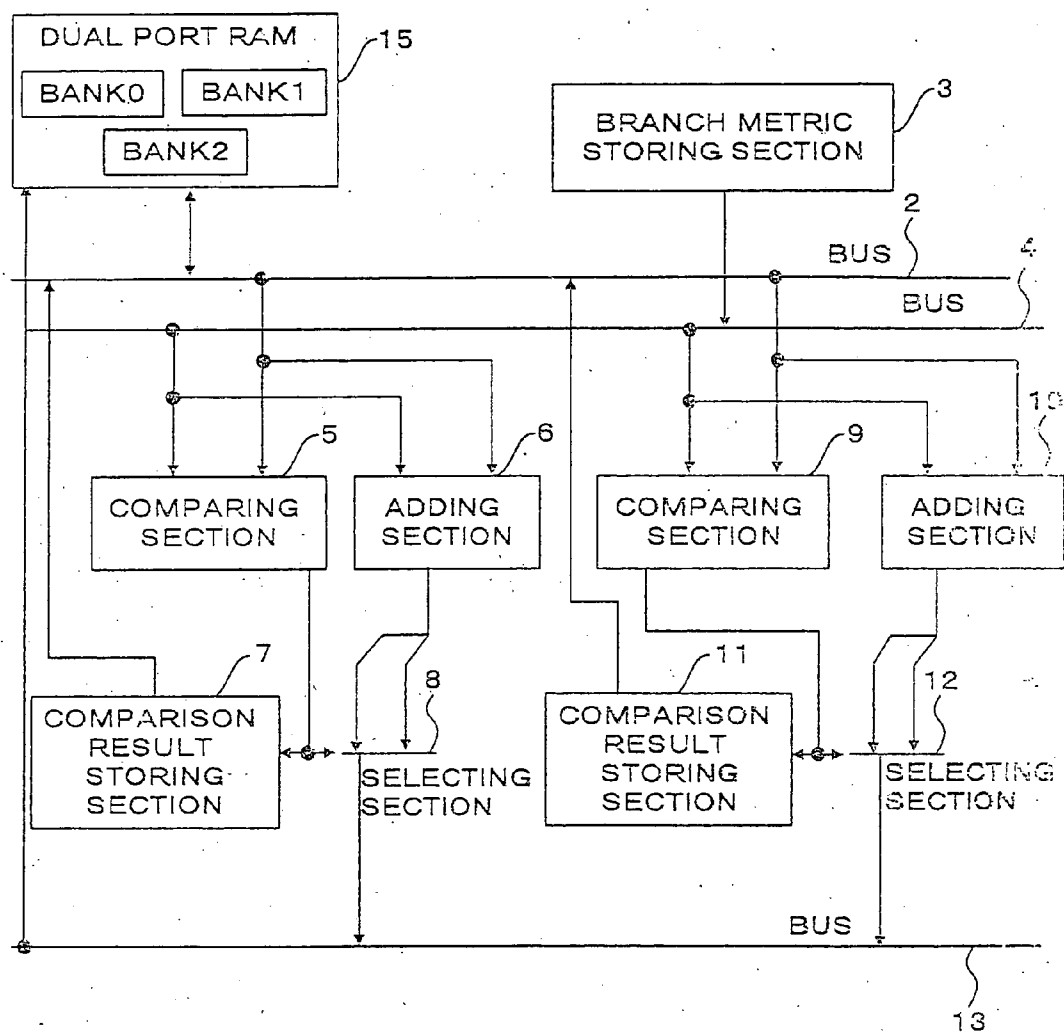 DUAL PORT RAM
15
BANK0
BANK1
BANK2
3
BRANCH METRIC
STORING SECTION
2
4
BUS
BUS
5
6
9
10
COMPARING
SECTION
ADDING
SECTION
COMPARING
SECTION
ADDING
SECTION
7
8
11
12
COMPARISON
RESULT
STORING
SECTION
SELECTING
SECTION
COMPARISON
RESULT
STORING
SECTION
SELECTING
SECTION
BUS
13